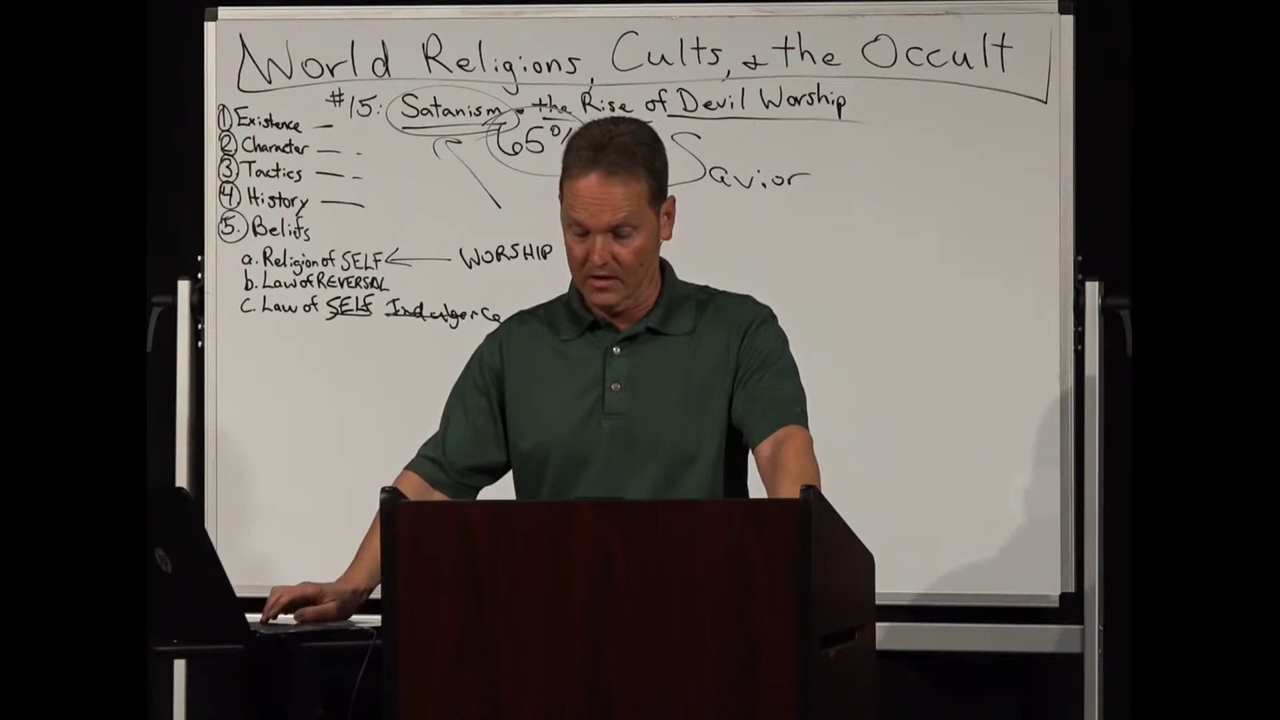 World Religions, Cults, & the Occult
#15: Satanism - the Rise of Devil Worship
65%
Savior
① Existence —
② Character — -
③ Tactics — -
④ History —
⑤. Beliefs
a. Religion of SELF ← WORSHIP
b. Law of REVERSAL
c. Law of SELF Indulgence